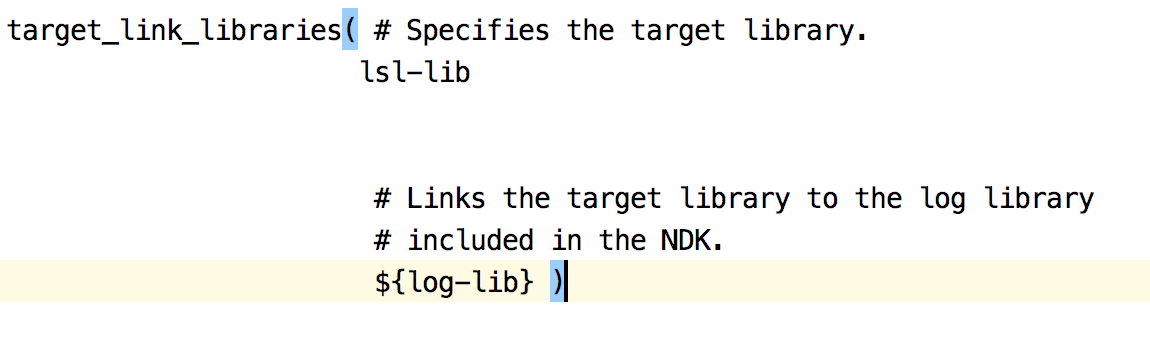 target_link_libraries( # Specifies the target library.
lsl-lib
# Links the target library to the log library
# included in the NDK.
${log-lib} )